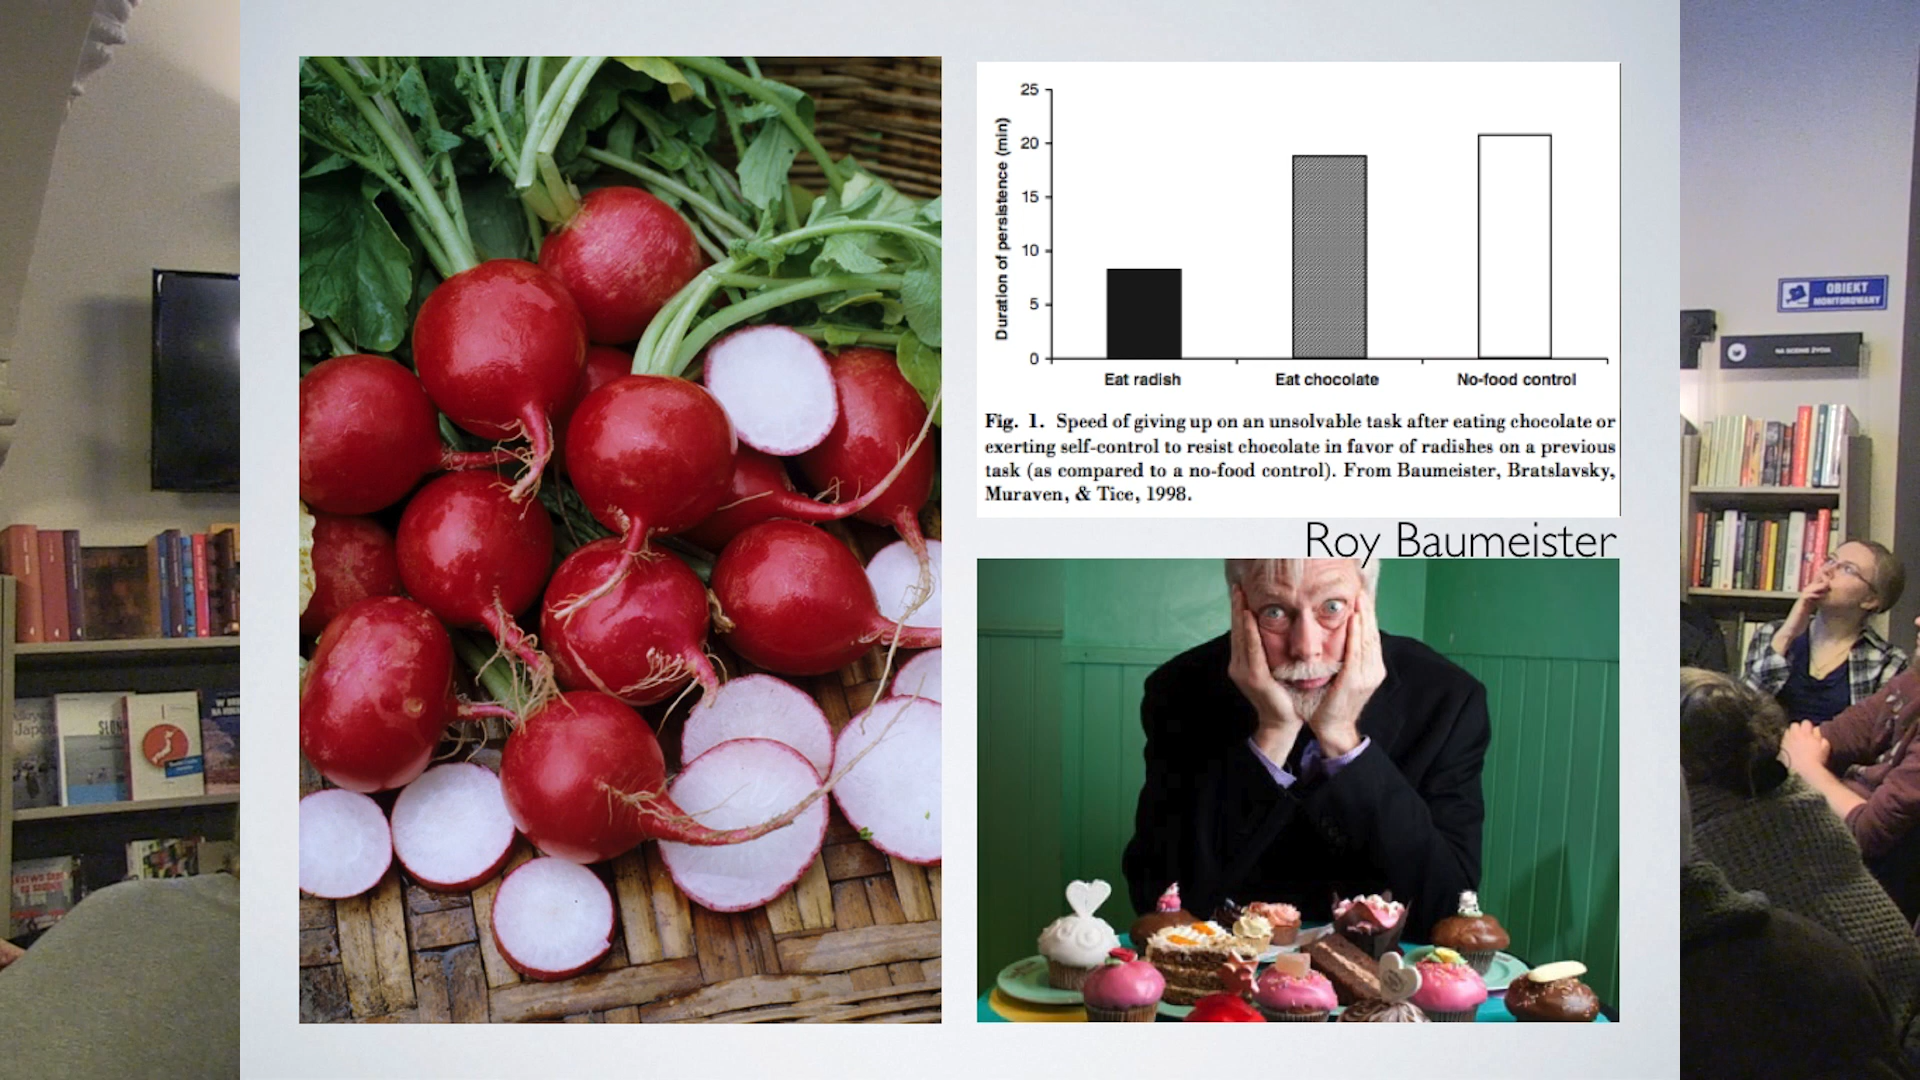 25
20
15
10
5
0
Duration of persistence (min)
Eat radish
Eat chocolate
No-food control
Fig. 1. Speed of giving up on an unsolvable task after eating chocolate or
exerting self-control to resist chocolate in favor of radishes on a previous
task (as compared to a no-food control). From Baumeister, Bratslavsky,
Muraven, & Tice, 1998.
Roy Baumeister
OBIEKT
MONITOROWANY
NA SCENIE ŻYCIA